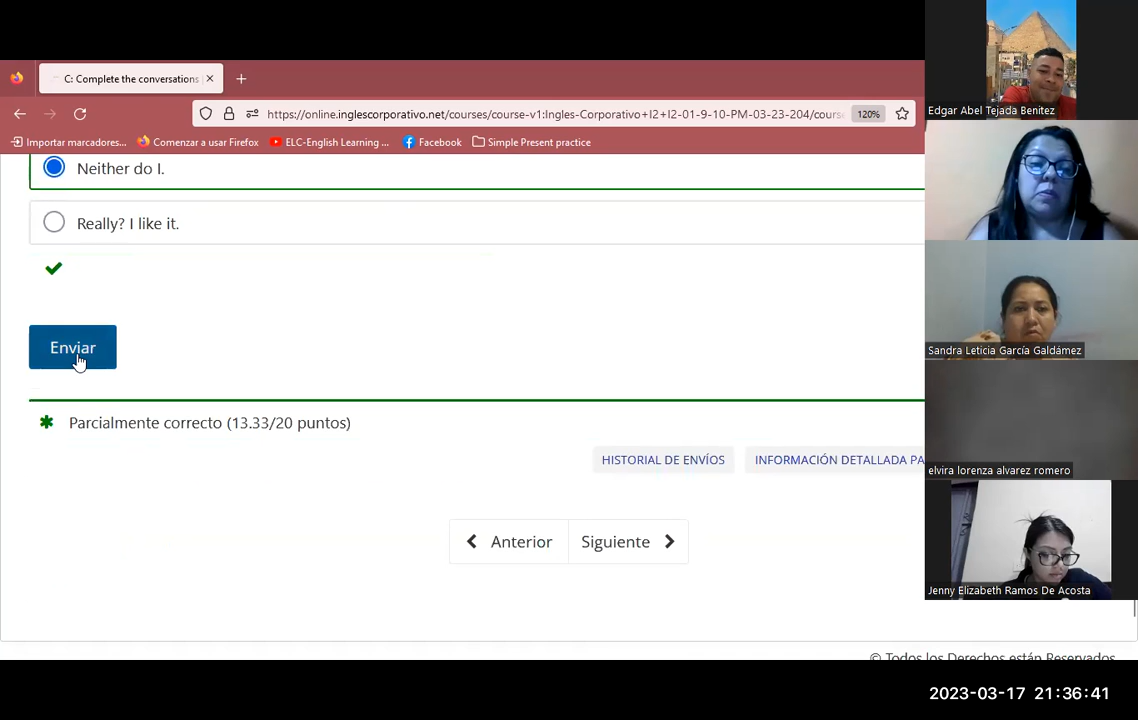 C: Complete the conversations
https://online.inglescorporativo.net/courses/course-v1:Ingles-Corporativo+I2+I2-01-9-10-PM-03-23-204/course
120%
Importar marcadores...
Comenzar a usar Firefox
ELC-English Learning ...
Facebook
Simple Present practice
Neither do I.
Really? I like it.
Enviar
Parcialmente correcto (13.33/20 puntos)
HISTORIAL DE ENVÍOS
INFORMACIÓN DETALLADA PA
Anterior
Siguiente
© Todos los Derechos están Reservados
Edgar Abel Tejada Benitez
Sandra Leticia García Galdámez
elvira lorenza alvarez romero
Jenny Elizabeth Ramos De Acosta
2023-03-17 21:36:41